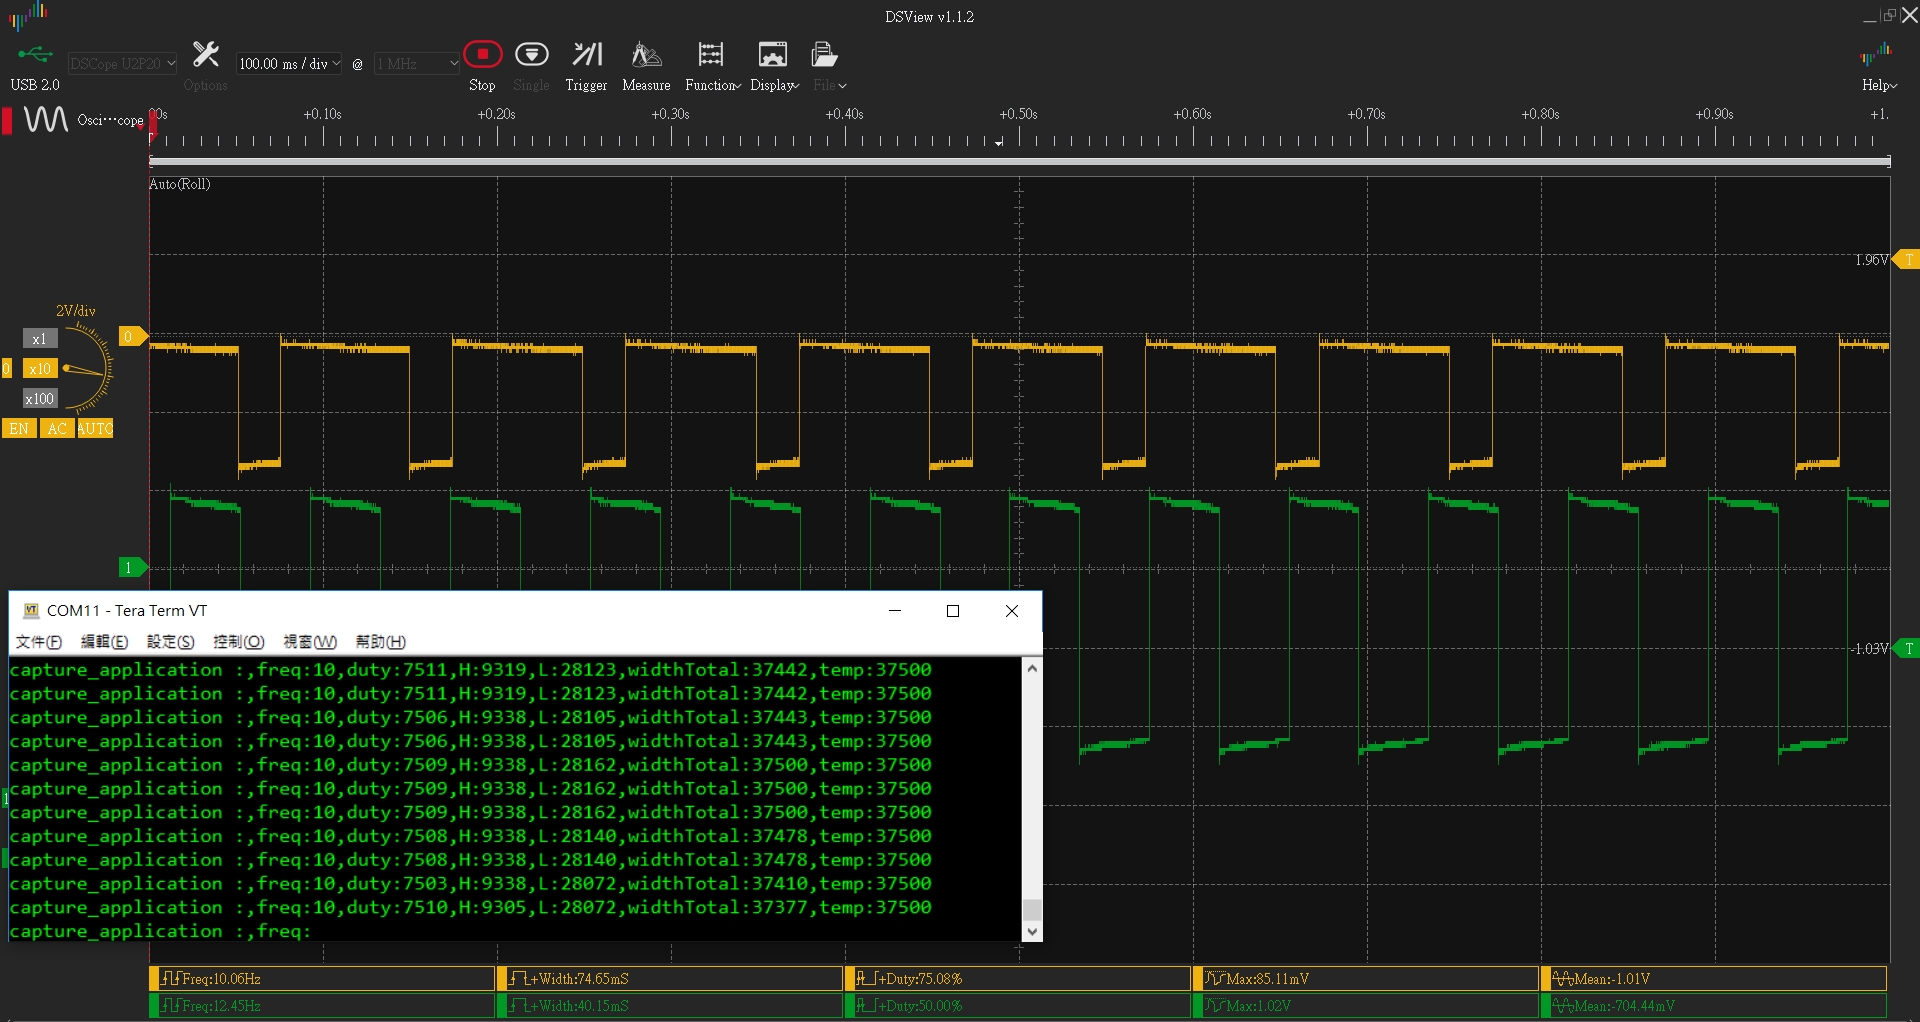 DSView v1.1.2
USB 2.0
DSCope U2P20
Options
100.00 ms / div
@
1 MHz
Stop
Single
Trigger
Measure
Function
Display
File
Help
Osci···cope
00s
+0.10s
+0.20s
+0.30s
+0.40s
+0.50s
+0.60s
+0.70s
+0.80s
+0.90s
+1.
Auto(Roll)
1.96V
T
2V/div
x1
0
0
x10
x100
EN
AC
AUTO
1
-1.03V
T
COM11 - Tera Term VT
文件(F) 編輯(E) 設定(S) 控制(O) 視窗(W) 幫助(H)
capture_application :,freq:10,duty:7511,H:9319,L:28123,widthTotal:37442,temp:37500
capture_application :,freq:10,duty:7511,H:9319,L:28123,widthTotal:37442,temp:37500
capture_application :,freq:10,duty:7506,H:9338,L:28105,widthTotal:37443,temp:37500
capture_application :,freq:10,duty:7506,H:9338,L:28105,widthTotal:37443,temp:37500
capture_application :,freq:10,duty:7509,H:9338,L:28162,widthTotal:37500,temp:37500
capture_application :,freq:10,duty:7509,H:9338,L:28162,widthTotal:37500,temp:37500
capture_application :,freq:10,duty:7509,H:9338,L:28162,widthTotal:37500,temp:37500
capture_application :,freq:10,duty:7508,H:9338,L:28140,widthTotal:37478,temp:37500
capture_application :,freq:10,duty:7508,H:9338,L:28140,widthTotal:37478,temp:37500
capture_application :,freq:10,duty:7503,H:9338,L:28072,widthTotal:37410,temp:37500
capture_application :,freq:10,duty:7510,H:9305,L:28072,widthTotal:37377,temp:37500
capture_application :,freq:
Freq:10.06Hz
+Width:74.65mS
+Duty:75.08%
Max:85.11mV
Mean:-1.01V
Freq:12.45Hz
+Width:40.15mS
+Duty:50.00%
Max:1.02V
Mean:-704.44mV